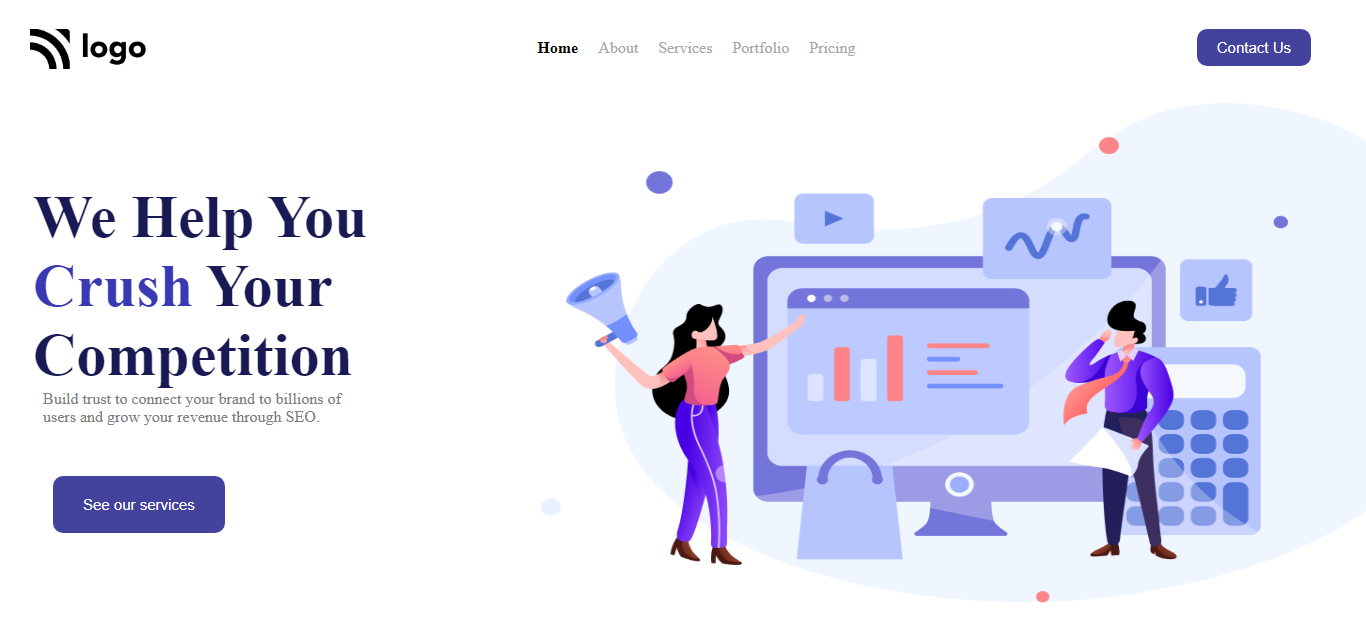 logo
Home About Services Portfolio Pricing
Contact Us
We Help You
Crush Your
Competition
Build trust to connect your brand to billions of
users and grow your revenue through SEO.
See our services